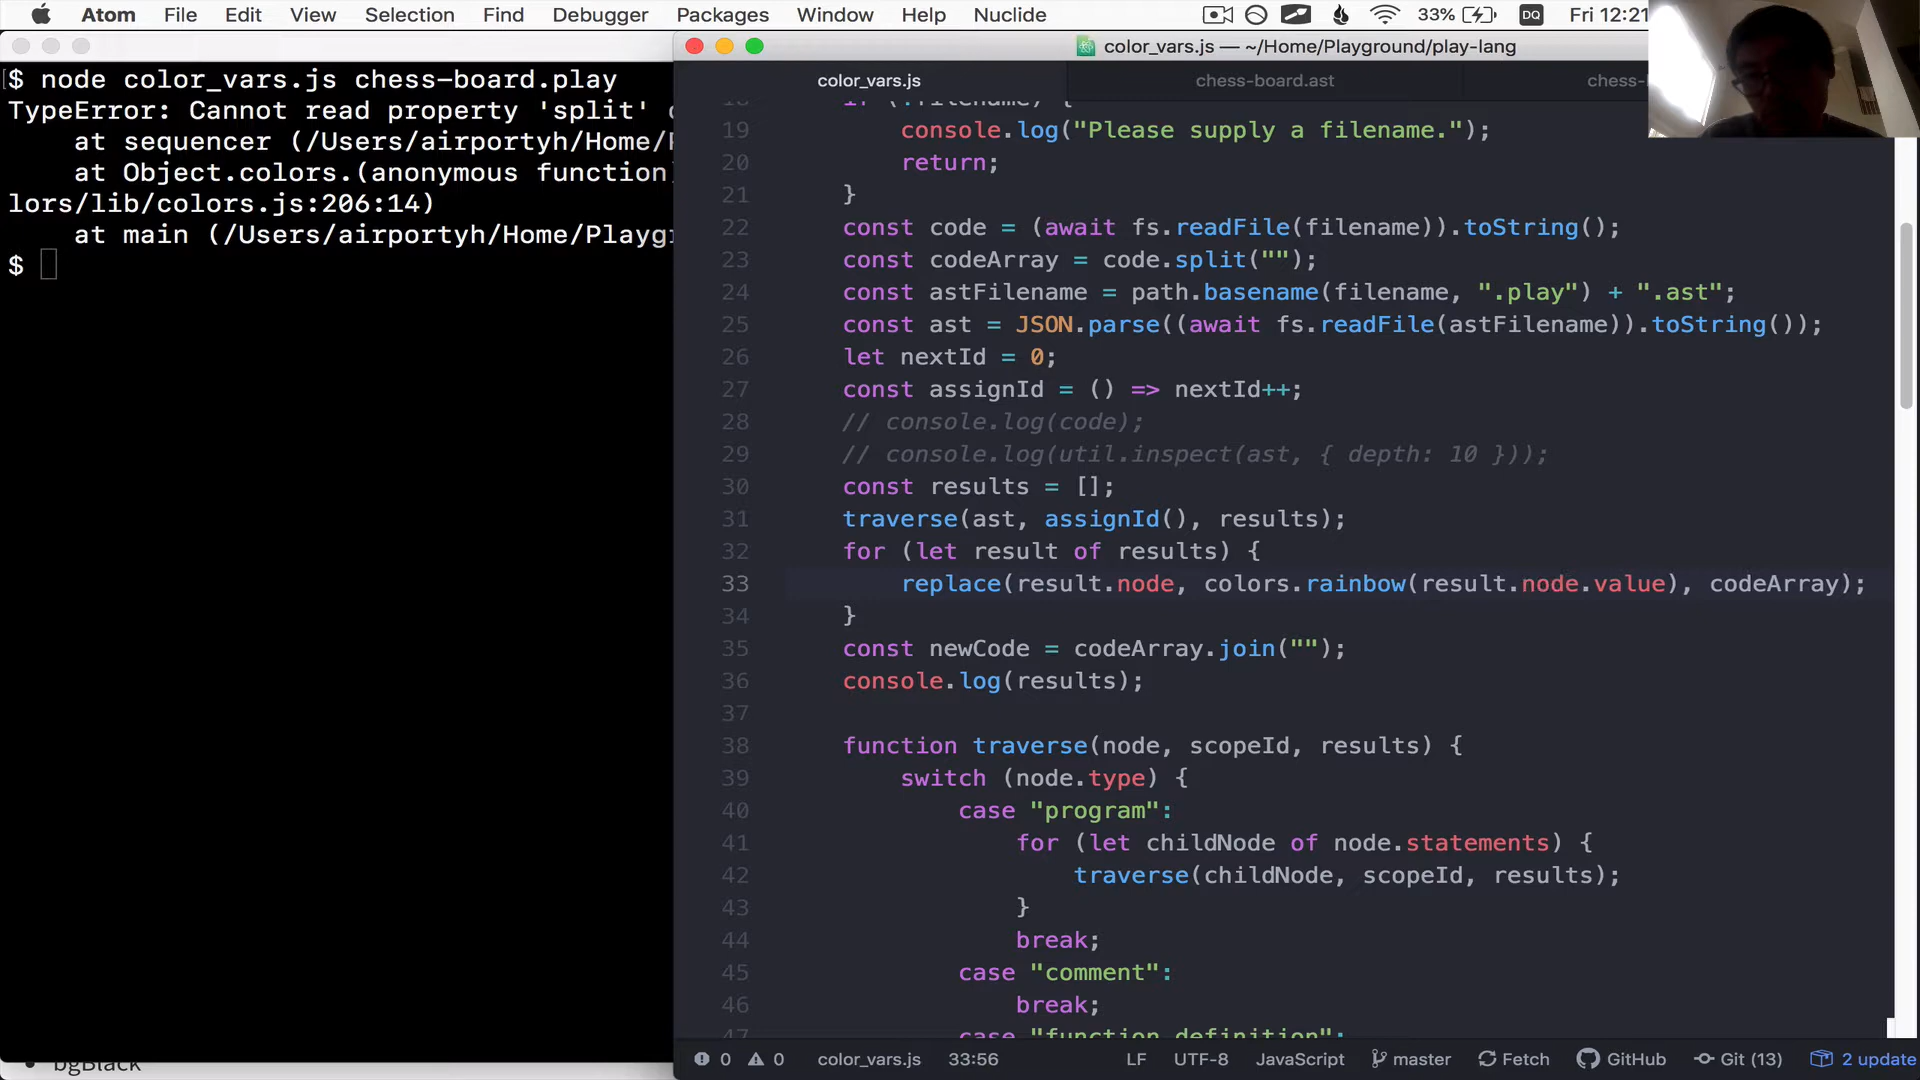 Atom File Edit View Selection Find Debugger Packages Window Help Nuclide 33% DQ Fri 12:21
color_vars.js — ~/Home/Playground/play-lang
color_vars.js chess-board.ast chess-
$ node color_vars.js chess-board.play
TypeError: Cannot read property 'split'
    at sequencer (/Users/airportyh/Home/
    at Object.colors.(anonymous function
lors/lib/colors.js:206:14)
    at main (/Users/airportyh/Home/Playg
$
bgBlack
19 console.log("Please supply a filename.");
20 return;
21 }
22 const code = (await fs.readFile(filename)).toString();
23 const codeArray = code.split("");
24 const astFilename = path.basename(filename, ".play") + ".ast";
25 const ast = JSON.parse((await fs.readFile(astFilename)).toString());
26 let nextId = 0;
27 const assignId = () => nextId++;
28 // console.log(code);
29 // console.log(util.inspect(ast, { depth: 10 }));
30 const results = [];
31 traverse(ast, assignId(), results);
32 for (let result of results) {
33 replace(result.node, colors.rainbow(result.node.value), codeArray);
34 }
35 const newCode = codeArray.join("");
36 console.log(results);
37
38 function traverse(node, scopeId, results) {
39 switch (node.type) {
40 case "program":
41 for (let childNode of node.statements) {
42 traverse(childNode, scopeId, results);
43 }
44 break;
45 case "comment":
46 break;
47 case "function definition":
0 0 color_vars.js 33:56 LF UTF-8 JavaScript master Fetch GitHub Git (13) 2 update